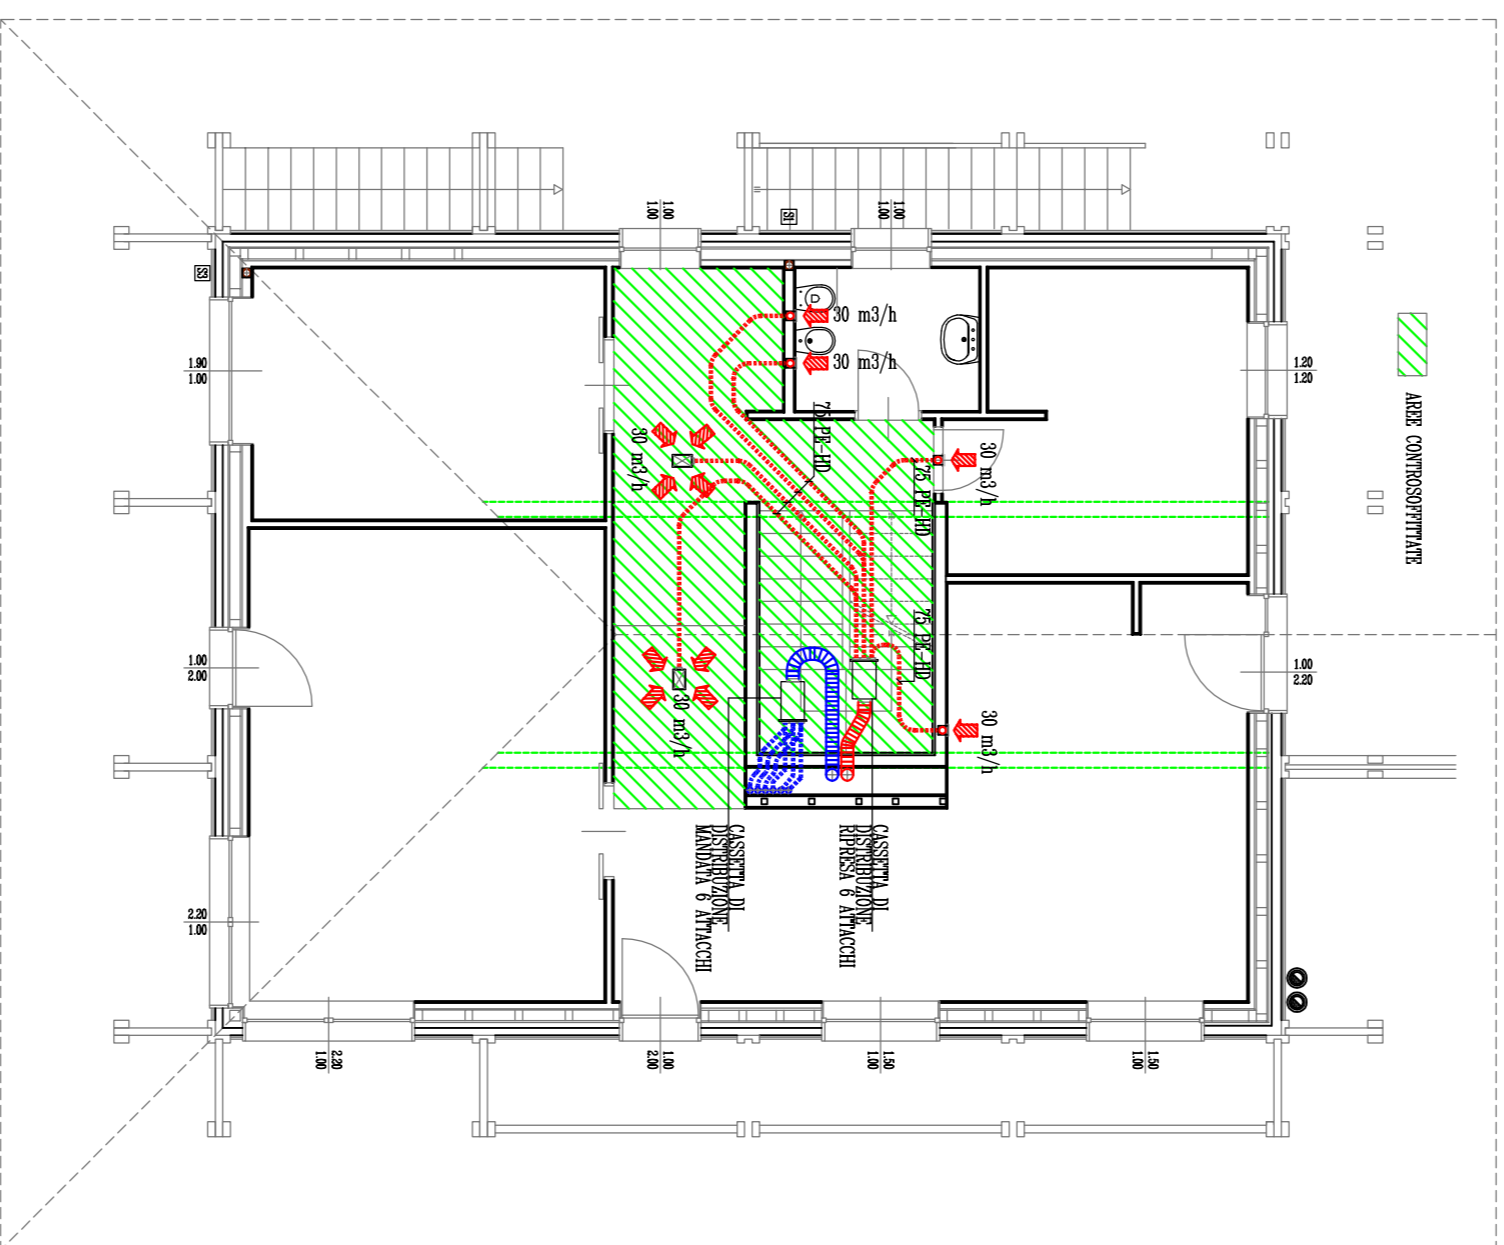 1.00
1.00
1.00
1.00
S1
S3
30 m3/h
30 m3/h
1.90
1.00
1.20
1.20
AREE CONTROSOFFITTATE
75 PE-HD
30 m3/h
75 PE-HD
30 m3/h
75 PE-HD
1.00
2.00
1.00
2.20
30 m3/h
30 m3/h
CASSETTA DI
DISTRIBUZIONE
MANDATA 6 ATTACCHI
CASSETTA DI
DISTRIBUZIONE
RIPRESA 6 ATTACCHI
2.20
1.00
2.20
1.00
1.00
2.00
1.50
1.00
1.50
1.00